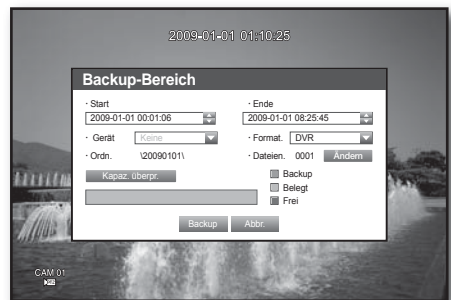 2009-01-01 01:10:25
Backup-Bereich
· Start
· Ende
2009-01-01 00:01:06
2009-01-01 08:25:45
· Gerät
Keine
· Format.
DVR
· Ordn.
\20090101\
· Dateien.
0001
Ändern
Kapaz. überpr.
Backup
Belegt
Frei
Backup
Abbr.
CAM 01